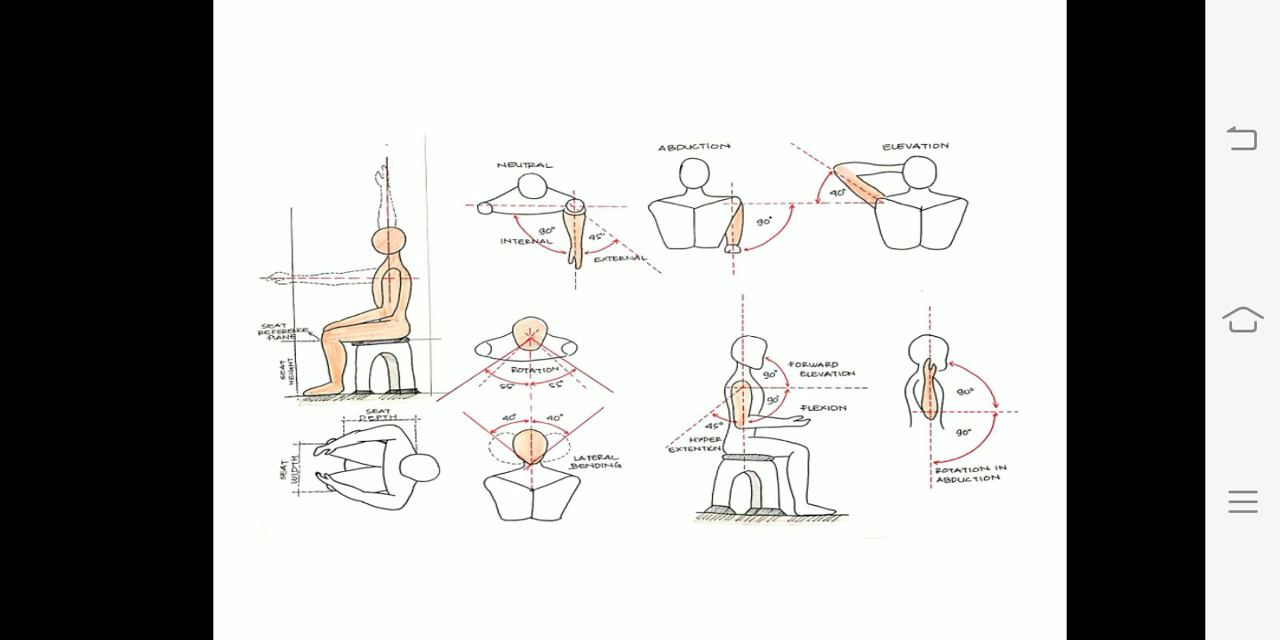 NEUTRAL
90°
INTERNAL
45°
EXTERNAL
ABDUCTION
90°
ELEVATION
40°
SEAT
REFERENCE
PLANE
SEAT
HEIGHT
SEAT
DEPTH
SEAT
WIDTH
ROTATION
55°
55°
40°
40°
LATERAL
BENDING
90°
FORWARD
ELEVATION
90°
FLEXION
45°
HYPER
EXTENTION
90°
90°
ROTATION IN
ABDUCTION